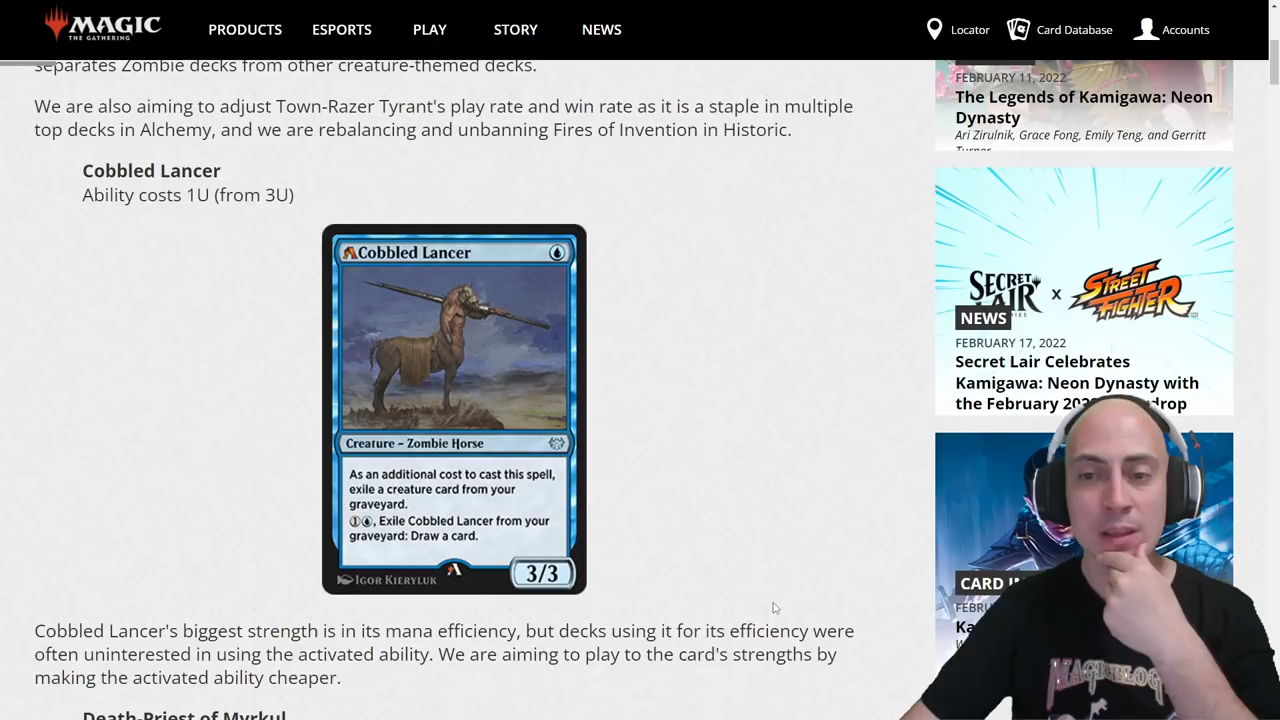 MAGIC
THE GATHERING
PRODUCTS ESPORTS PLAY STORY NEWS
Locator Card Database Accounts
separates Zombie decks from other creature-themed decks.
We are also aiming to adjust Town-Razer Tyrant's play rate and win rate as it is a staple in multiple
top decks in Alchemy, and we are rebalancing and unbanning Fires of Invention in Historic.
Cobbled Lancer
Ability costs 1U (from 3U)
Cobbled Lancer
Creature – Zombie Horse
As an additional cost to cast this spell,
exile a creature card from your
graveyard.
1, Exile Cobbled Lancer from your
graveyard: Draw a card.
3/3
IGOR KIERYLUK
Cobbled Lancer's biggest strength is in its mana efficiency, but decks using it for its efficiency were
often uninterested in using the activated ability. We are aiming to play to the card's strengths by
making the activated ability cheaper.
Death-Priest of Myrkul
FEBRUARY 11, 2022
The Legends of Kamigawa: Neon
Dynasty
Ari Zirulnik, Grace Fong, Emily Teng, and Gerritt
Turner
SECRET
LAIR
x
STREET
FIGHTER
NEWS
FEBRUARY 17, 2022
Secret Lair Celebrates
Kamigawa: Neon Dynasty with
the February
CARD